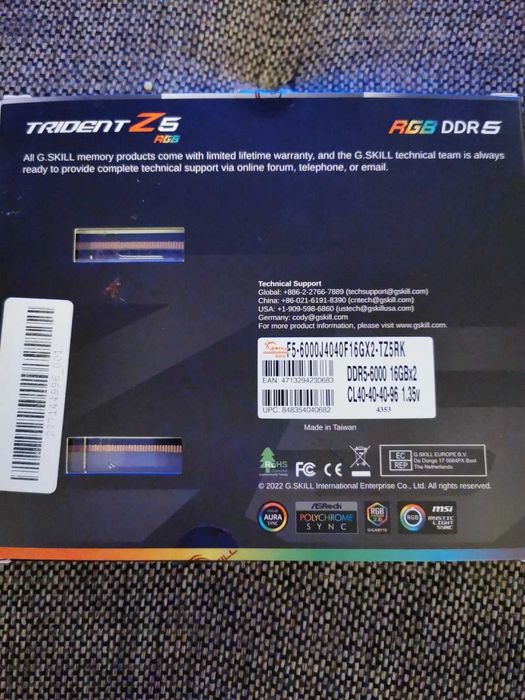 TRIDENT Z5
RGB
RGB DDR5
All G.SKILL memory products come with limited lifetime warranty, and the G.SKILL technical team is always
ready to provide complete technical support via online forum, telephone, or email.
Technical Support
Global: +886-2-2766-7889 (techsupport@gskill.com)
China: +86-021-6191-8390 (cntech@gskill.com)
USA: +1-909-598-6860 (ustech@gskillusa.com)
Germany: cody@gskill.com
For more product information, please visit www.gskill.com.
F5-6000J4040F16GX2-TZ5RK
EAN: 4713294230683
DDR5-6000 16GBx2
CL40-40-40-96 1.35v
UPC: 848354040682
4353
Made in Taiwan
RoHS
FC CE
EC REP
G.SKILL EUROPE B.V.
De Dongo 17 5684PX Best
The Netherlands
© 2022 G.SKILL International Enterprise Co., Ltd. All rights reserved.
AURA
SYNC
ASRock
POLYCHROME
SYNC
RGB
GIGABYTE
RGB
msi
MYSTIC
LIGHT
SYNC